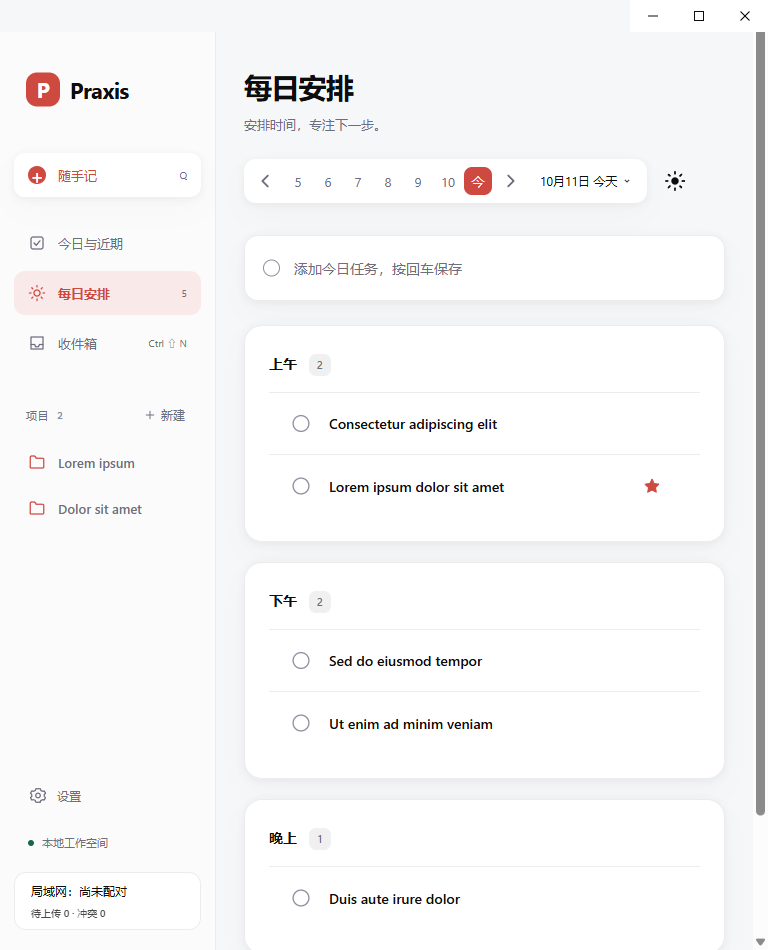 P Praxis
随手记 Q
今日与近期
每日安排 5
收件箱 Ctrl ⇧ N
项目 2 + 新建
Lorem ipsum
Dolor sit amet
设置
本地工作空间
局域网：尚未配对
待上传 0 · 冲突 0
每日安排
安排时间，专注下一步。
5 6 7 8 9 10 今 10月11日 今天
添加今日任务，按回车保存
上午 2
Consectetur adipiscing elit
Lorem ipsum dolor sit amet
下午 2
Sed do eiusmod tempor
Ut enim ad minim veniam
晚上 1
Duis aute irure dolor